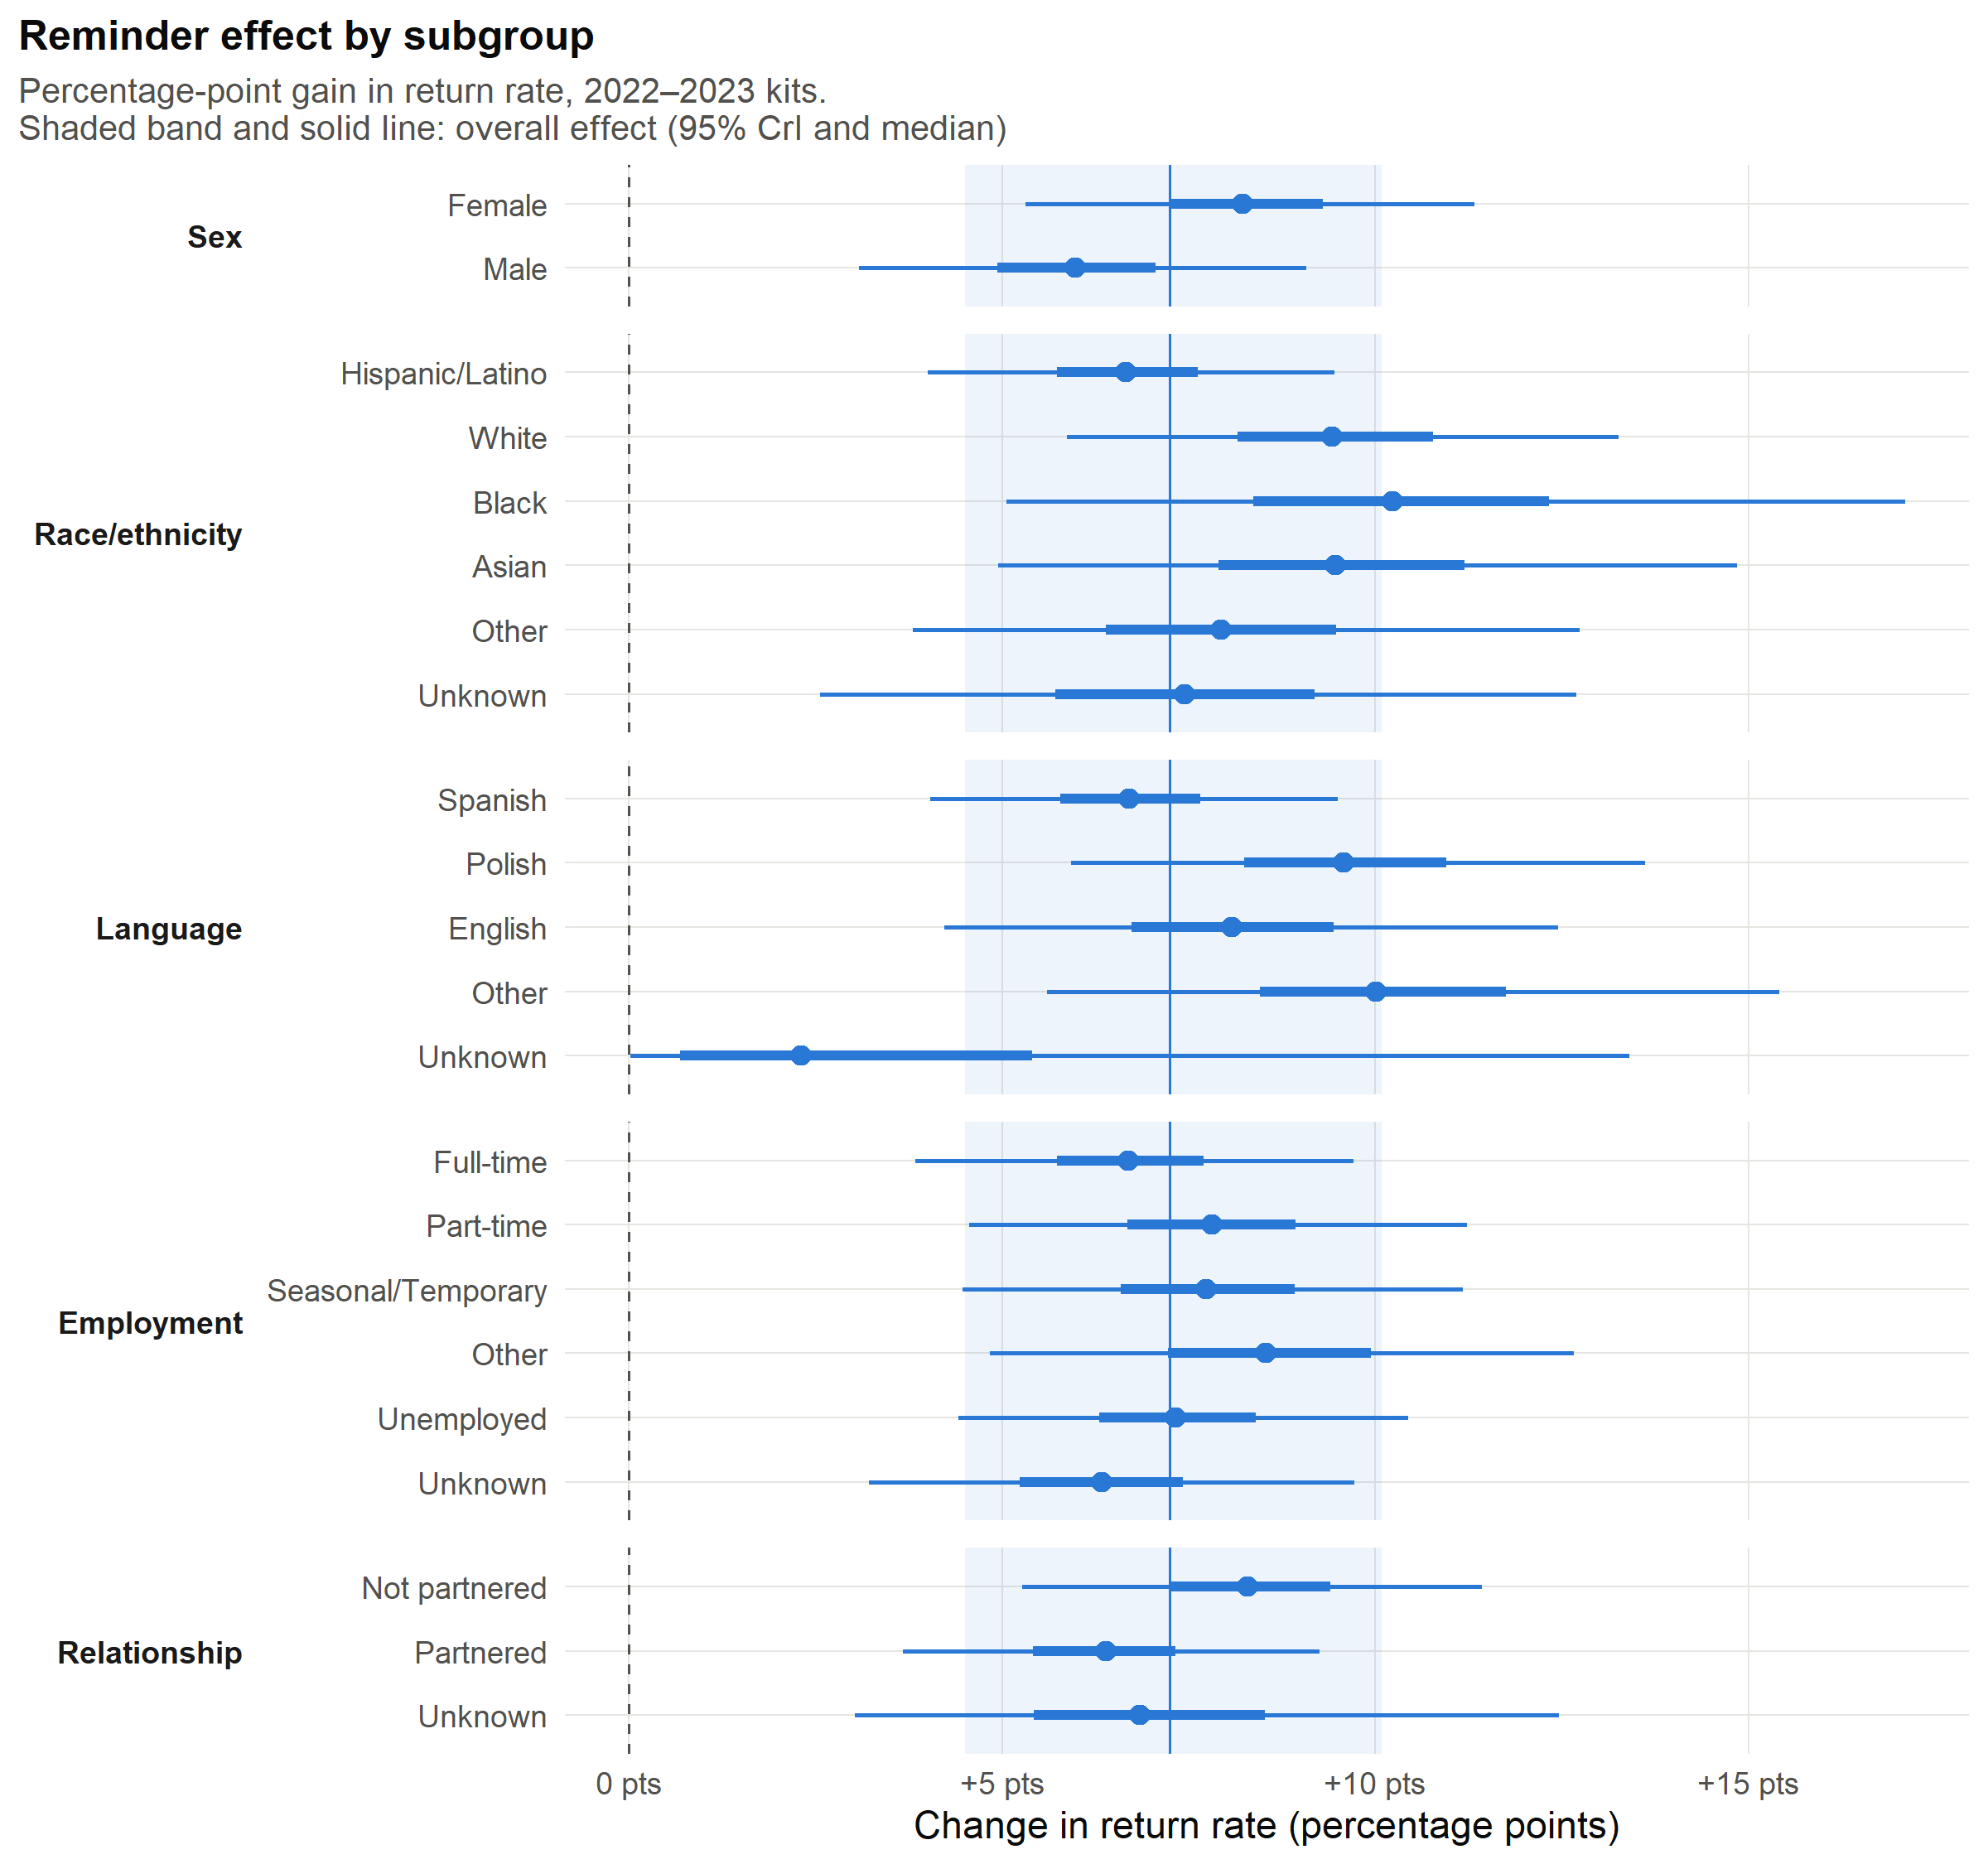 Reminder effect by subgroup
Percentage-point gain in return rate, 2022–2023 kits.
Shaded band and solid line: overall effect (95% CrI and median)
Sex
Female
Male
Race/ethnicity
Hispanic/Latino
White
Black
Asian
Other
Unknown
Language
Spanish
Polish
English
Other
Unknown
Employment
Full-time
Part-time
Seasonal/Temporary
Other
Unemployed
Unknown
Relationship
Not partnered
Partnered
Unknown
0 pts +5 pts +10 pts +15 pts
Change in return rate (percentage points)